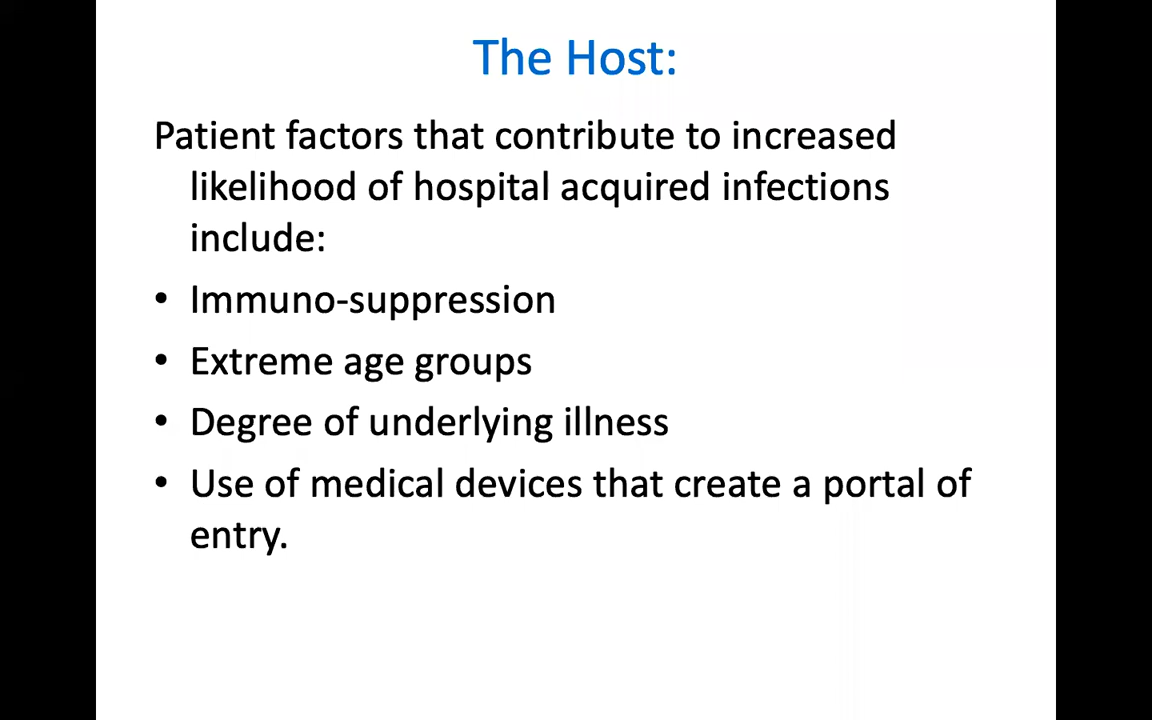 The Host:
Patient factors that contribute to increased
likelihood of hospital acquired infections
include:
• Immuno-suppression
• Extreme age groups
• Degree of underlying illness
• Use of medical devices that create a portal of
entry.